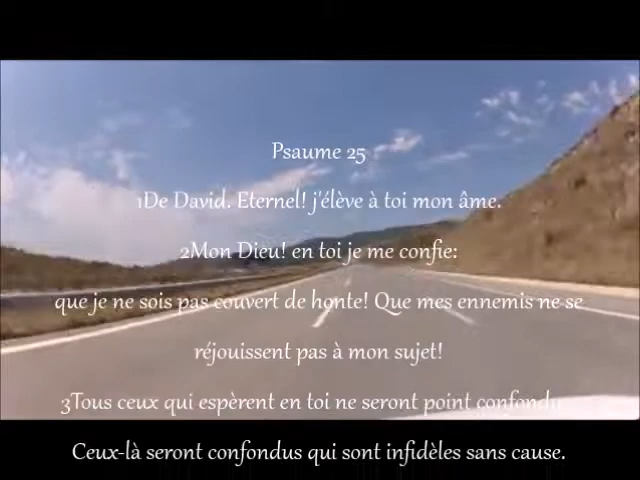 Psaume 25
1De David. Eternel! j'élève à toi mon âme.
2Mon Dieu! en toi je me confie:
que je ne sois pas couvert de honte! Que mes ennemis ne se
réjouissent pas à mon sujet!
3Tous ceux qui espèrent en toi ne seront point
Ceux-là seront confondus qui sont infidèles sans cause.